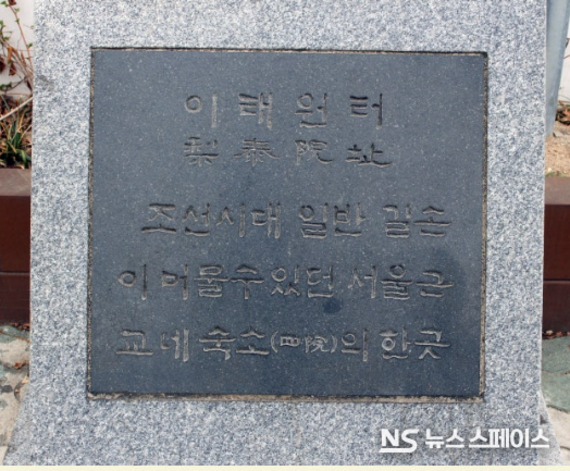 이태원터
梨泰院址
조선시대 일반 길손
이 머물수 있던 서울근
교 네 숙소(四院)의 한곳
NS 뉴스스페이스